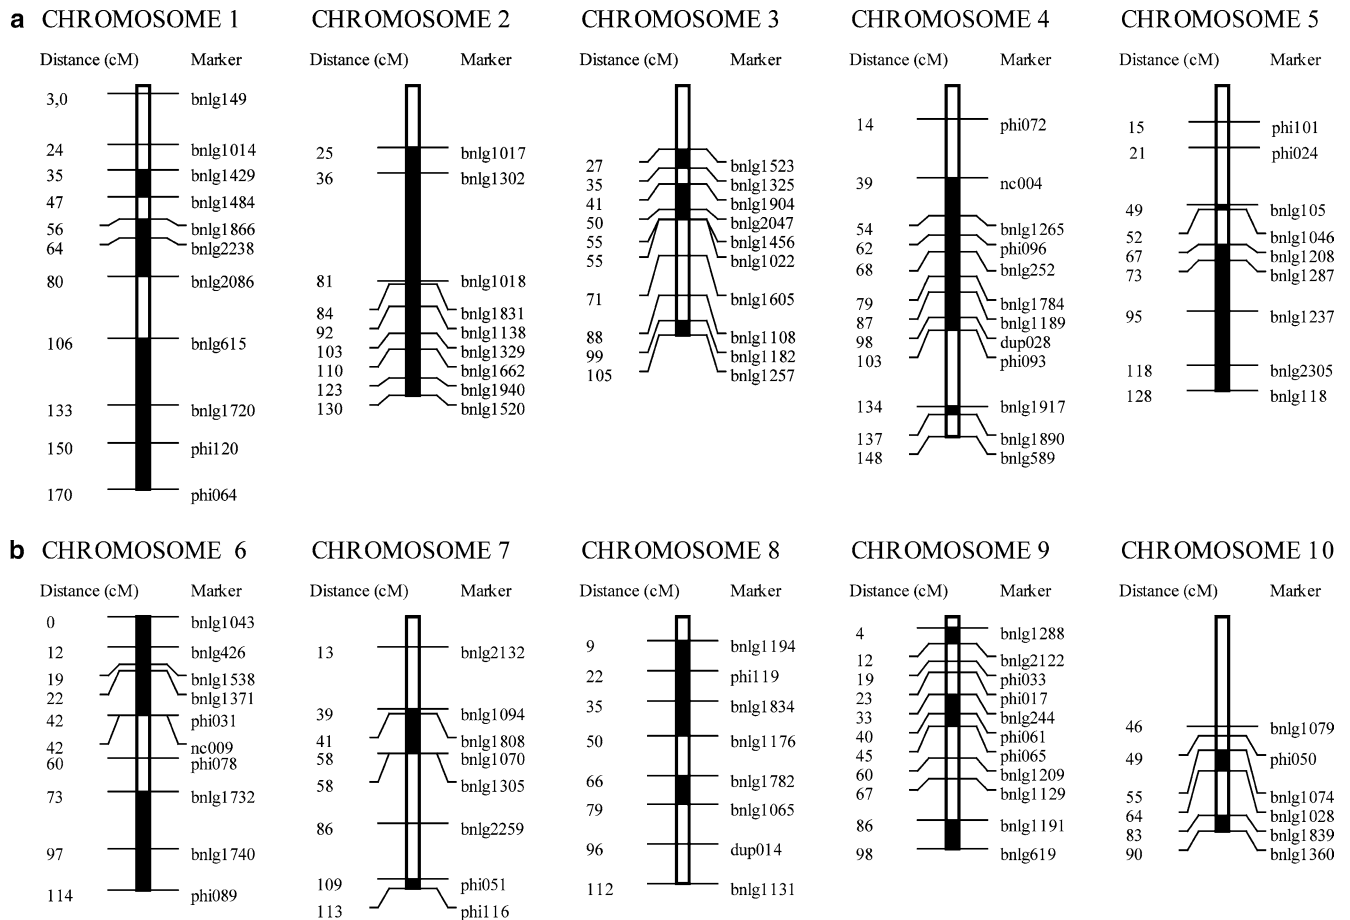 a CHROMOSOME 1
Distance (cM) Marker
3,0 bnlg149
24 bnlg1014
35 bnlg1429
47 bnlg1484
56 bnlg1866
64 bnlg2238
80 bnlg2086
106 bnlg615
133 bnlg1720
150 phi120
170 phi064
CHROMOSOME 2
Distance (cM) Marker
25 bnlg1017
36 bnlg1302
81 bnlg1018
84 bnlg1831
92 bnlg1138
103 bnlg1329
110 bnlg1662
123 bnlg1940
130 bnlg1520
CHROMOSOME 3
Distance (cM) Marker
27 bnlg1523
35 bnlg1325
41 bnlg1904
50 bnlg2047
55 bnlg1456
55 bnlg1022
71 bnlg1605
88 bnlg1108
99 bnlg1182
105 bnlg1257
CHROMOSOME 4
Distance (cM) Marker
14 phi072
39 nc004
54 bnlg1265
62 phi096
68 bnlg252
79 bnlg1784
87 bnlg1189
98 dup028
103 phi093
134 bnlg1917
137 bnlg1890
148 bnlg589
CHROMOSOME 5
Distance (cM) Marker
15 phi101
21 phi024
49 bnlg105
52 bnlg1046
67 bnlg1208
73 bnlg1287
95 bnlg1237
118 bnlg2305
128 bnlg118
b CHROMOSOME 6
Distance (cM) Marker
0 bnlg1043
12 bnlg426
19 bnlg1538
22 bnlg1371
42 phi031
42 nc009
60 phi078
73 bnlg1732
97 bnlg1740
114 phi089
CHROMOSOME 7
Distance (cM) Marker
13 bnlg2132
39 bnlg1094
41 bnlg1808
58 bnlg1070
58 bnlg1305
86 bnlg2259
109 phi051
113 phi116
CHROMOSOME 8
Distance (cM) Marker
9 bnlg1194
22 phi119
35 bnlg1834
50 bnlg1176
66 bnlg1782
79 bnlg1065
96 dup014
112 bnlg1131
CHROMOSOME 9
Distance (cM) Marker
4 bnlg1288
12 bnlg2122
19 phi033
23 phi017
33 bnlg244
40 phi061
45 phi065
60 bnlg1209
67 bnlg1129
86 bnlg1191
98 bnlg619
CHROMOSOME 10
Distance (cM) Marker
46 bnlg1079
49 phi050
55 bnlg1074
64 bnlg1028
83 bnlg1839
90 bnlg1360